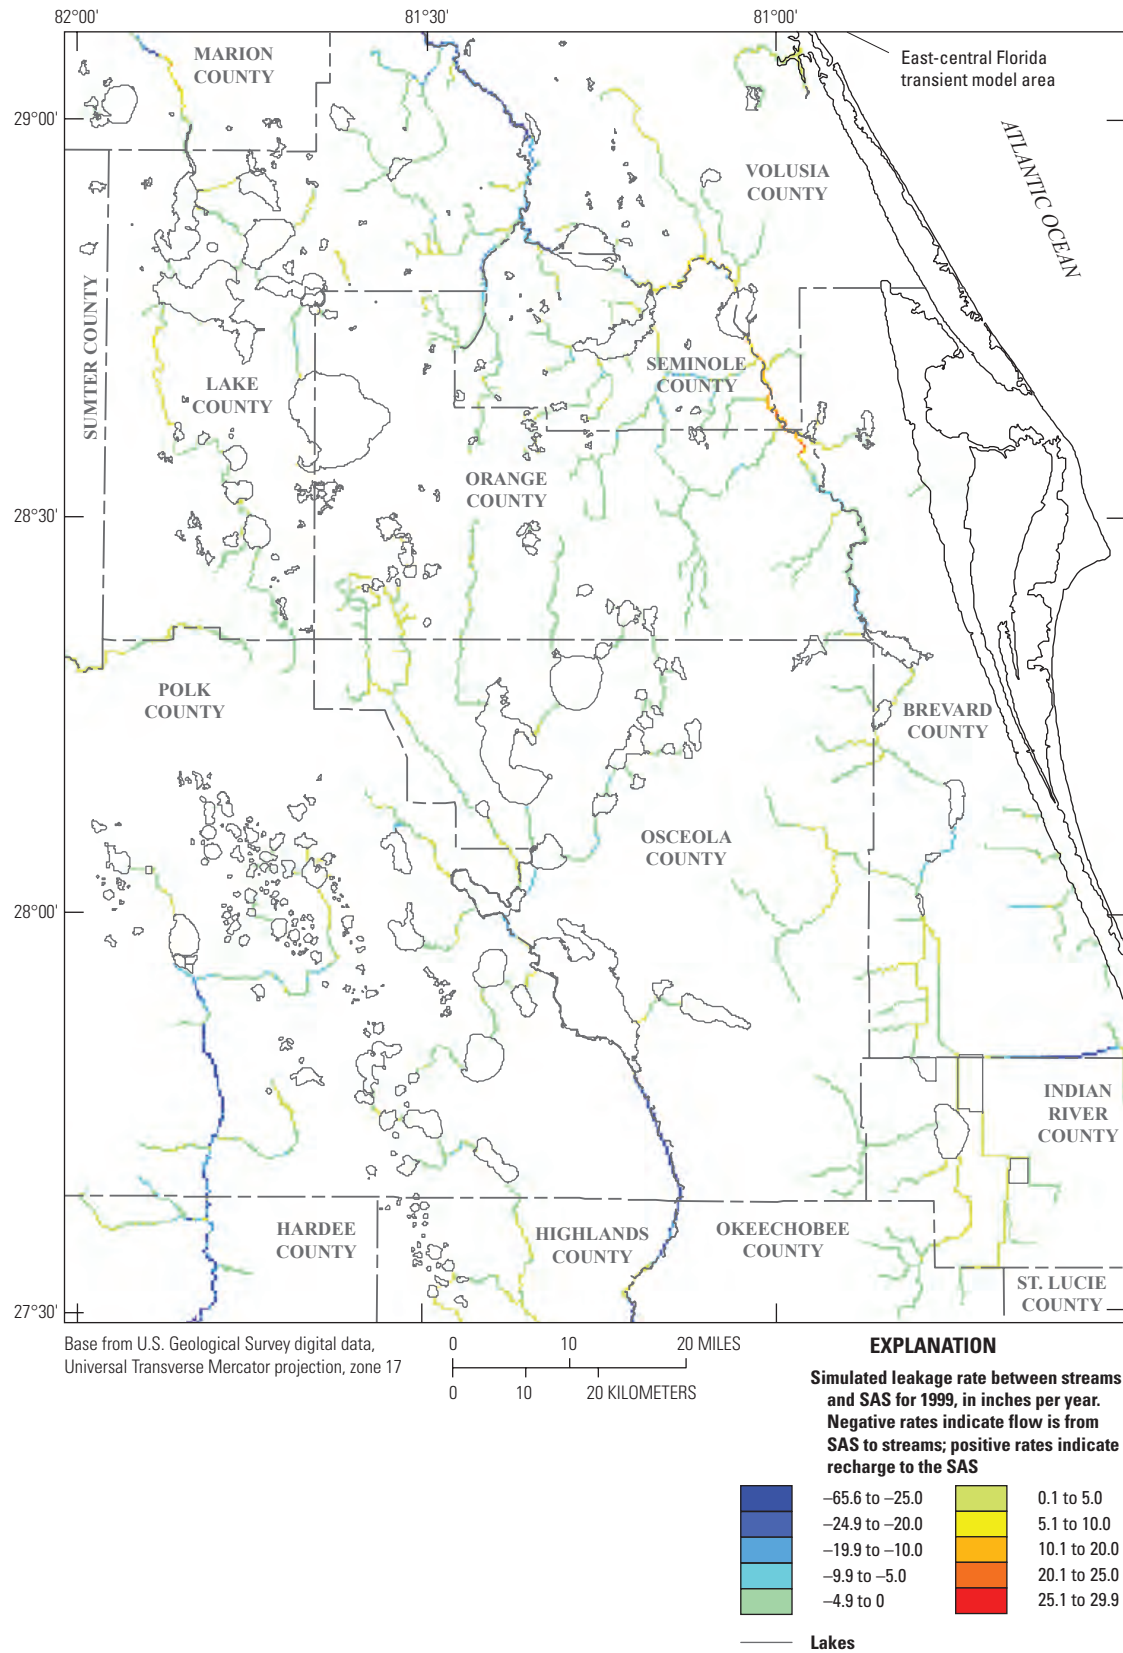 82°00'
81°30'
81°00'
MARION
COUNTY
East-central Florida
transient model area
29°00'
ATLANTIC OCEAN
VOLUSIA
COUNTY
SUMTER COUNTY
SEMINOLE
COUNTY
LAKE
COUNTY
ORANGE
COUNTY
28°30'
POLK
COUNTY
BREVARD
COUNTY
OSCEOLA
COUNTY
28°00'
INDIAN
RIVER
COUNTY
HARDEE
COUNTY
HIGHLANDS
COUNTY
OKEECHOBEE
COUNTY
ST. LUCIE
COUNTY
27°30'
Base from U.S. Geological Survey digital data,
Universal Transverse Mercator projection, zone 17
0 10 20 MILES
0 10 20 KILOMETERS
EXPLANATION
Simulated leakage rate between streams
and SAS for 1999, in inches per year.
Negative rates indicate flow is from
SAS to streams; positive rates indicate
recharge to the SAS
–65.6 to –25.0
–24.9 to –20.0
–19.9 to –10.0
–9.9 to –5.0
–4.9 to 0
0.1 to 5.0
5.1 to 10.0
10.1 to 20.0
20.1 to 25.0
25.1 to 29.9
Lakes